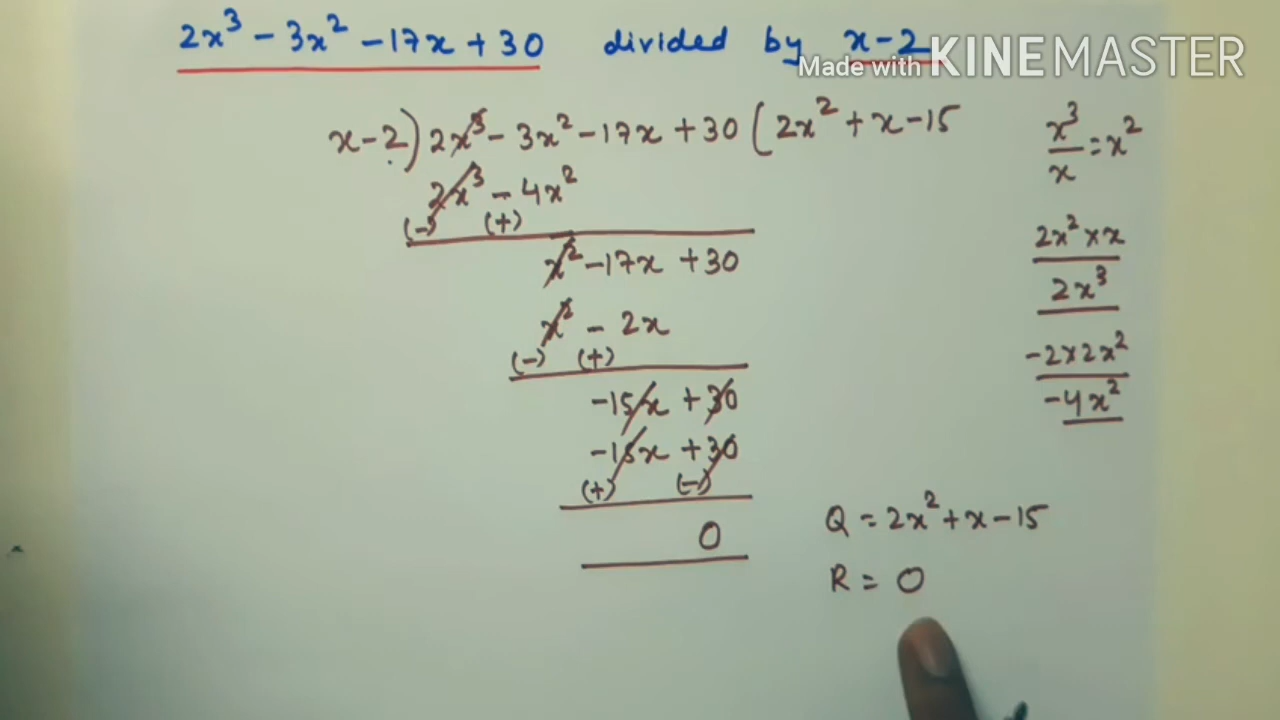 2x³ - 3x² - 17x + 30 divided by x - 2
Made with KINEMASTER
x-2) 2x³ - 3x² - 17x + 30 (2x² + x - 15
2x³ - 4x²
(-) (+)
x² - 17x + 30
x² - 2x
(-) (+)
-15x + 30
-15x + 30
(+) (-)
0
x³/x = x²
2x² × x
2x³
-2×2x²
-4x²
Q = 2x² + x - 15
R = 0